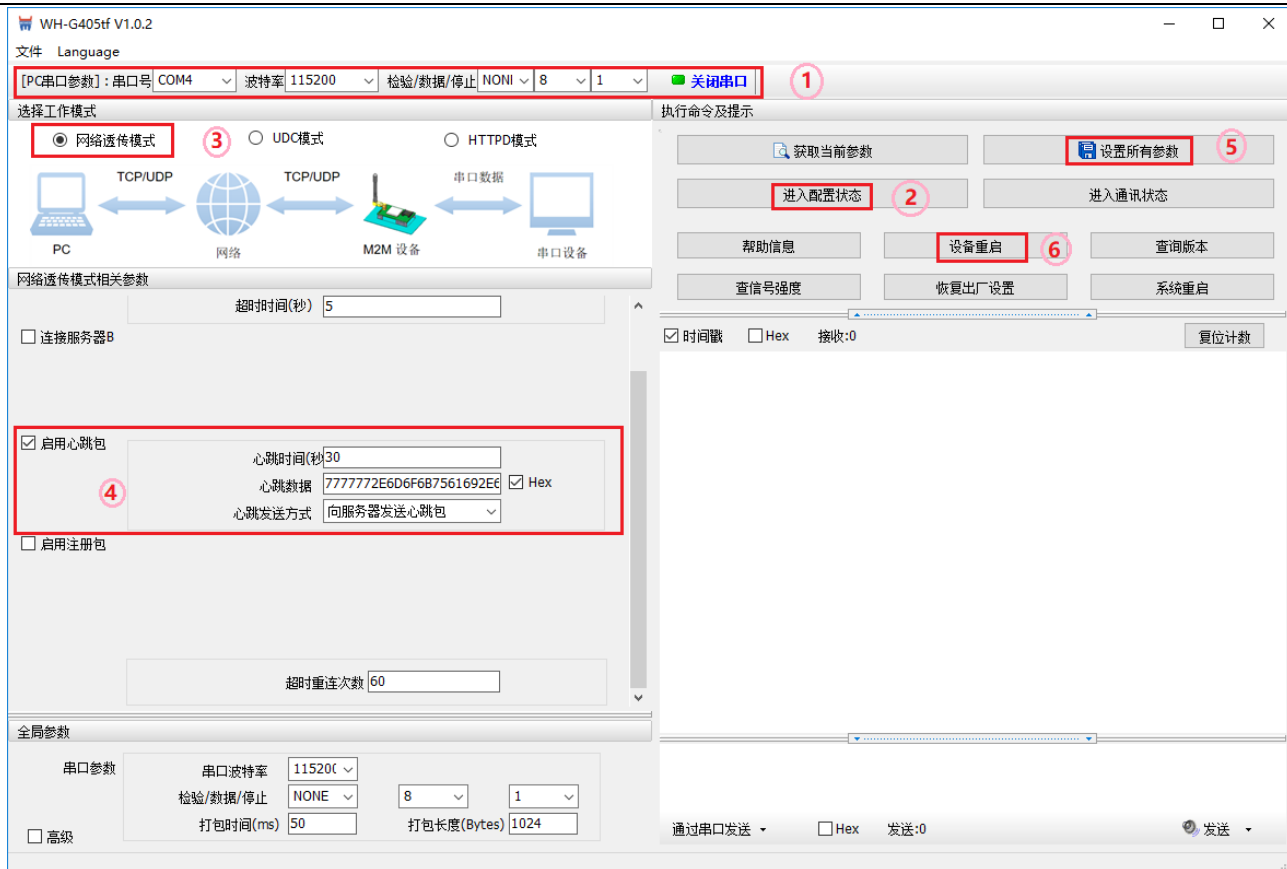 WH-G405tf V1.0.2
文件 Language
[PC串口参数]:串口号 COM4 波特率 115200 检验/数据/停止 NONI 8 1 关闭串口 1
选择工作模式
网络透传模式 3 UDC模式 HTTPD模式
TCP/UDP TCP/UDP 串口数据
PC 网络 M2M 设备 串口设备
网络透传模式相关参数
超时时间(秒) 5
连接服务器B
启用心跳包
心跳时间(秒 30
心跳数据 7777772E6D6F6B7561692E6 Hex
4
心跳发送方式 向服务器发送心跳包
启用注册包
超时重连次数 60
全局参数
串口参数 串口波特率 11520(
检验/数据/停止 NONE 8 1
打包时间(ms) 50 打包长度(Bytes) 1024
高级
执行命令及提示
获取当前参数 设置所有参数 5
进入配置状态 2 进入通讯状态
帮助信息 设备重启 6 查询版本
查信号强度 恢复出厂设置 系统重启
时间戳 Hex 接收:0 复位计数
通过串口发送 Hex 发送:0 发送